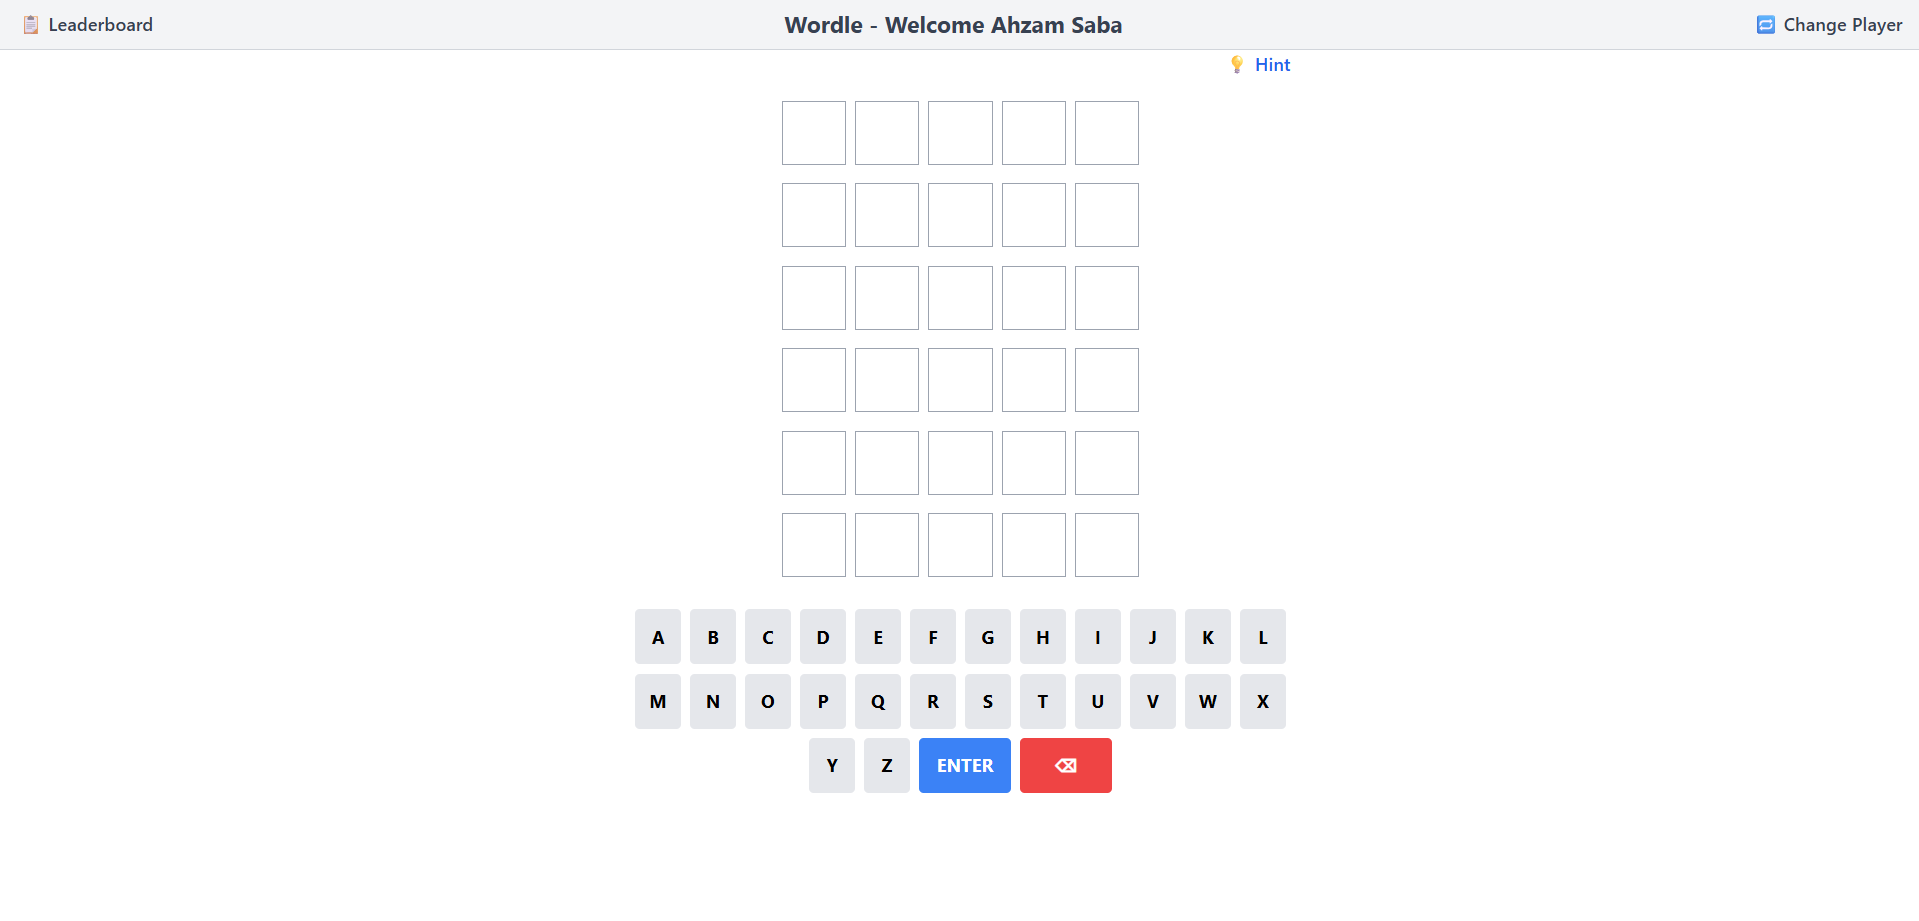 📋 Leaderboard
Wordle - Welcome Ahzam Saba
🔁 Change Player
💡 Hint
A B C D E F G H I J K L
M N O P Q R S T U V W X
Y Z ENTER ⌫